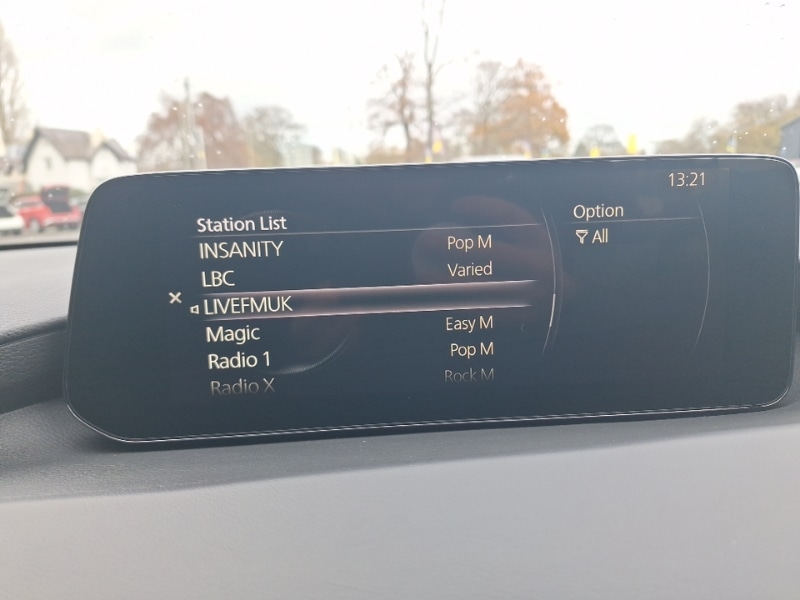 13:21
Station List
INSANITY Pop M
LBC Varied
LIVEFMUK
Magic Easy M
Radio 1 Pop M
Radio X Rock M
Option
All